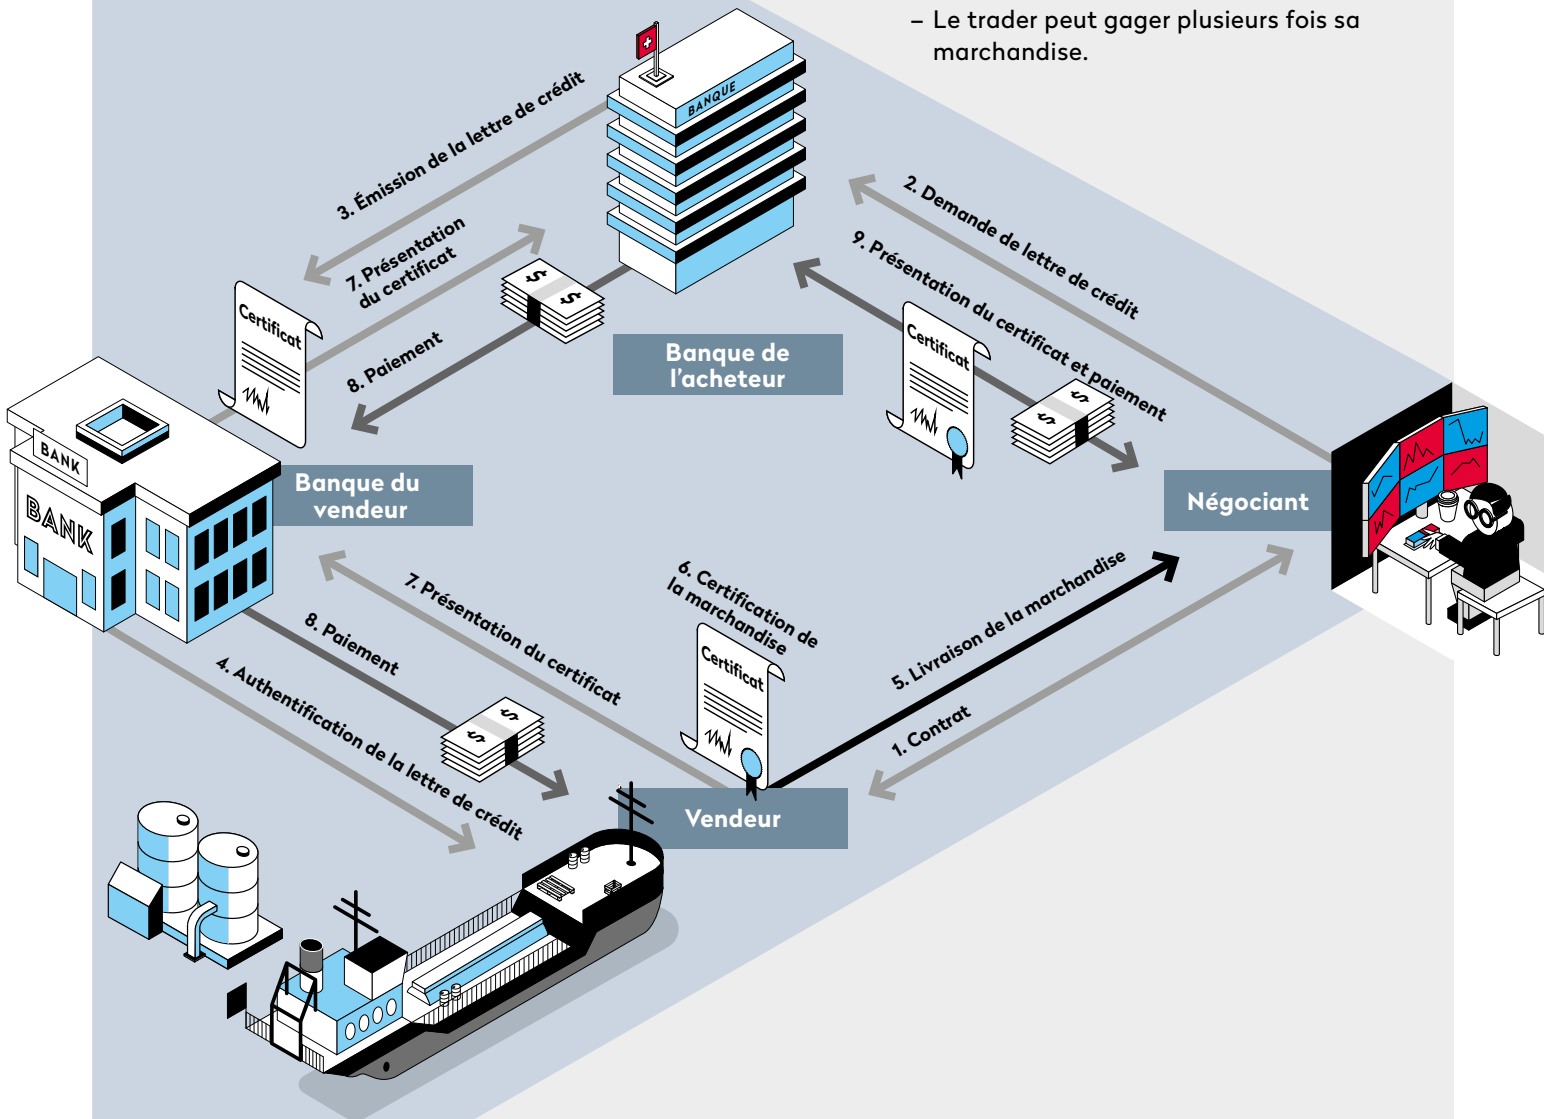 – Le trader peut gager plusieurs fois sa
marchandise.
BANQUE
3. Émission de la lettre de crédit
2. Demande de lettre de crédit
7. Présentation
du certificat
9. Présentation du certificat et paiement
$
$
Certificat
8. Paiement
Certificat
Banque de
l’acheteur
$
$
BANK
BANK
Banque du
vendeur
Négociant
7. Présentation du certificat
6. Certification de
la marchandise
5. Livraison de la marchandise
8. Paiement
4. Authentification de la lettre de crédit
Certificat
$
$
1. Contrat
Vendeur